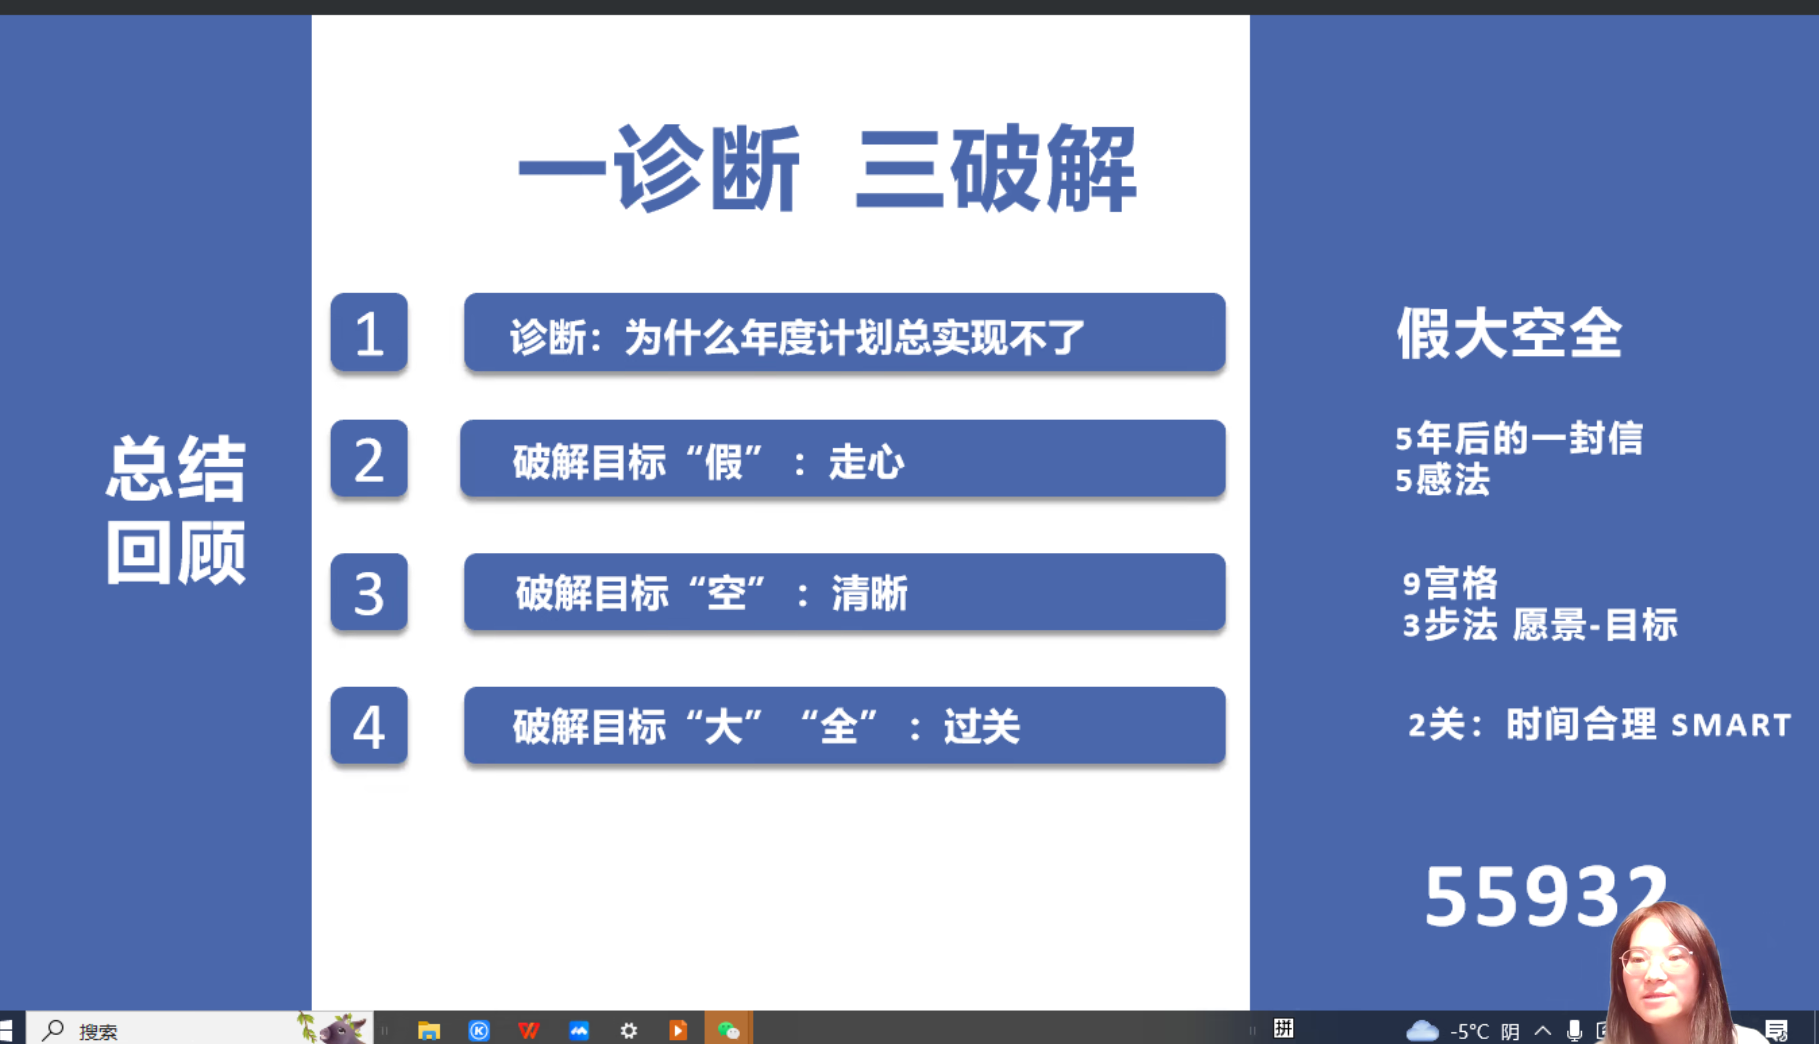 一诊断 三破解
总结
回顾
1
诊断：为什么年度计划总实现不了
假大空全
2
破解目标“假” ：走心
5年后的一封信
5感法
3
破解目标“空” ：清晰
9宫格
3步法 愿景-目标
4
破解目标“大” “全” ：过关
2关：时间合理 SMART
55932
搜索
拼
-5°C 阴